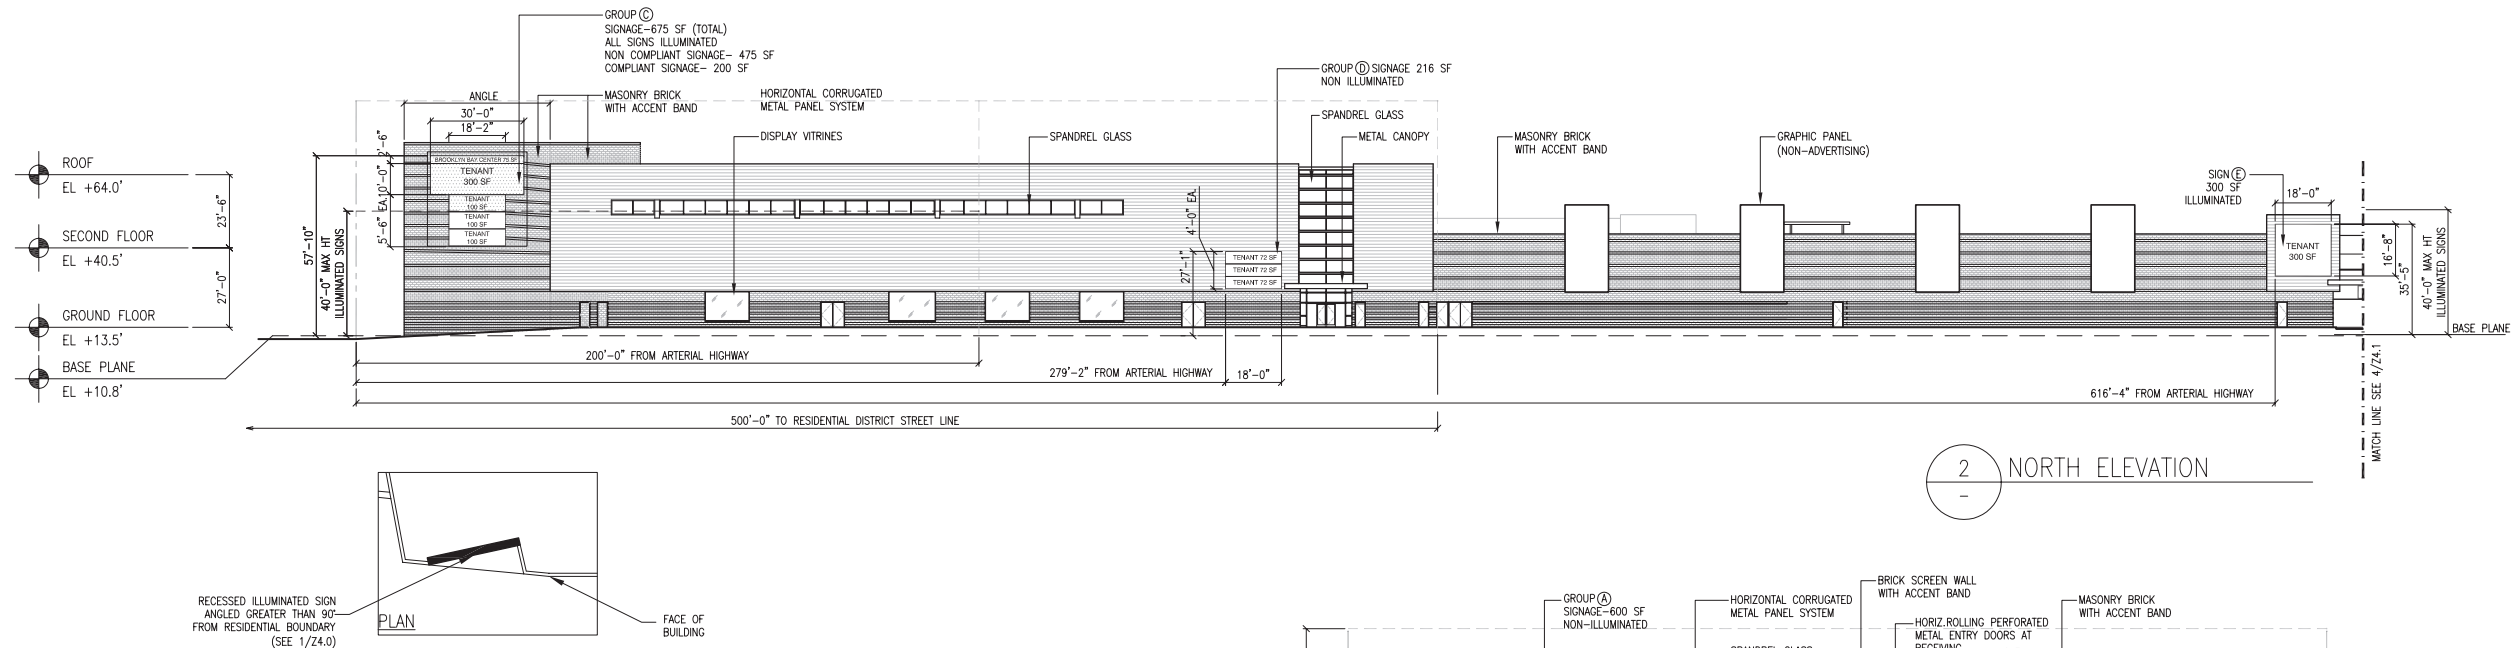 GROUP C
SIGNAGE-675 SF (TOTAL)
ALL SIGNS ILLUMINATED
NON COMPLIANT SIGNAGE- 475 SF
COMPLIANT SIGNAGE- 200 SF
GROUP D SIGNAGE 216 SF
NON ILLUMINATED
ANGLE
MASONRY BRICK
WITH ACCENT BAND
HORIZONTAL CORRUGATED
METAL PANEL SYSTEM
SPANDREL GLASS
30'-0"
18'-2"
DISPLAY VITRINES
SPANDREL GLASS
METAL CANOPY
MASONRY BRICK
WITH ACCENT BAND
GRAPHIC PANEL
(NON-ADVERTISING)
ROOF
EL +64.0'
SECOND FLOOR
EL +40.5'
GROUND FLOOR
EL +13.5'
BASE PLANE
EL +10.8'
23'-6"
27'-0"
57'-10"
40'-0" MAX HT
ILLUMINATED SIGNS
10'-0"
5'-6" EA.
BROOKLYN BAY CENTER 75 SF
TENANT
300 SF
TENANT
100 SF
TENANT
100 SF
TENANT
100 SF
4'-0" EA.
27'-1"
TENANT 72 SF
TENANT 72 SF
TENANT 72 SF
SIGN E
300 SF
ILLUMINATED
18'-0"
TENANT
300 SF
16'-8"
35'-5"
40'-0" MAX HT
ILLUMINATED SIGNS
BASE PLANE
200'-0" FROM ARTERIAL HIGHWAY
279'-2" FROM ARTERIAL HIGHWAY
18'-0"
616'-4" FROM ARTERIAL HIGHWAY
500'-0" TO RESIDENTIAL DISTRICT STREET LINE
MATCH LINE SEE 4/Z4.1
2
-
NORTH ELEVATION
RECESSED ILLUMINATED SIGN
ANGLED GREATER THAN 90°
FROM RESIDENTIAL BOUNDARY
(SEE 1/Z4.0)
PLAN
FACE OF
BUILDING
GROUP A
SIGNAGE-600 SF
NON-ILLUMINATED
HORIZONTAL CORRUGATED
METAL PANEL SYSTEM
BRICK SCREEN WALL
WITH ACCENT BAND
HORIZ.ROLLING PERFORATED
METAL ENTRY DOORS AT
MASONRY BRICK
WITH ACCENT BAND